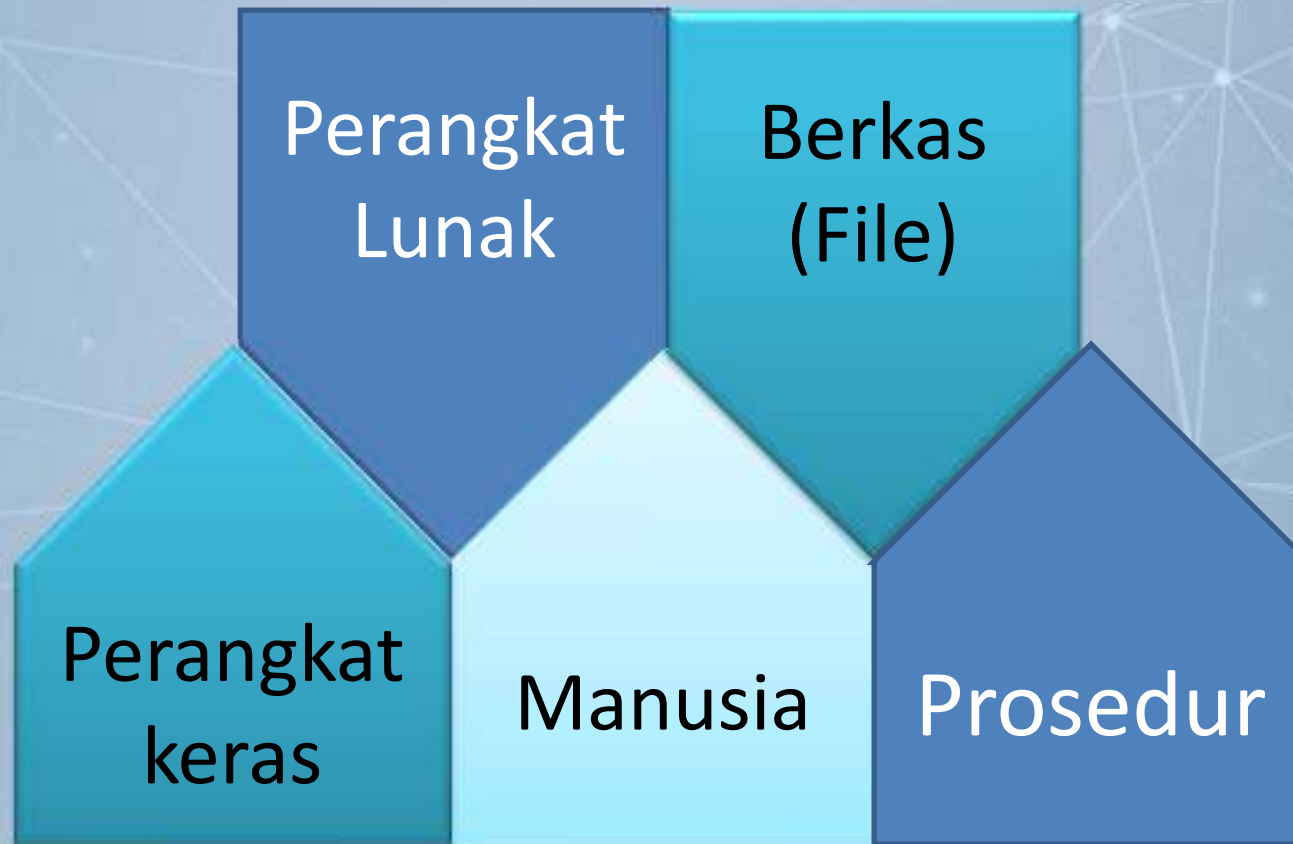 Perangkat
Lunak
Berkas
(File)
Perangkat
keras
Manusia
Prosedur